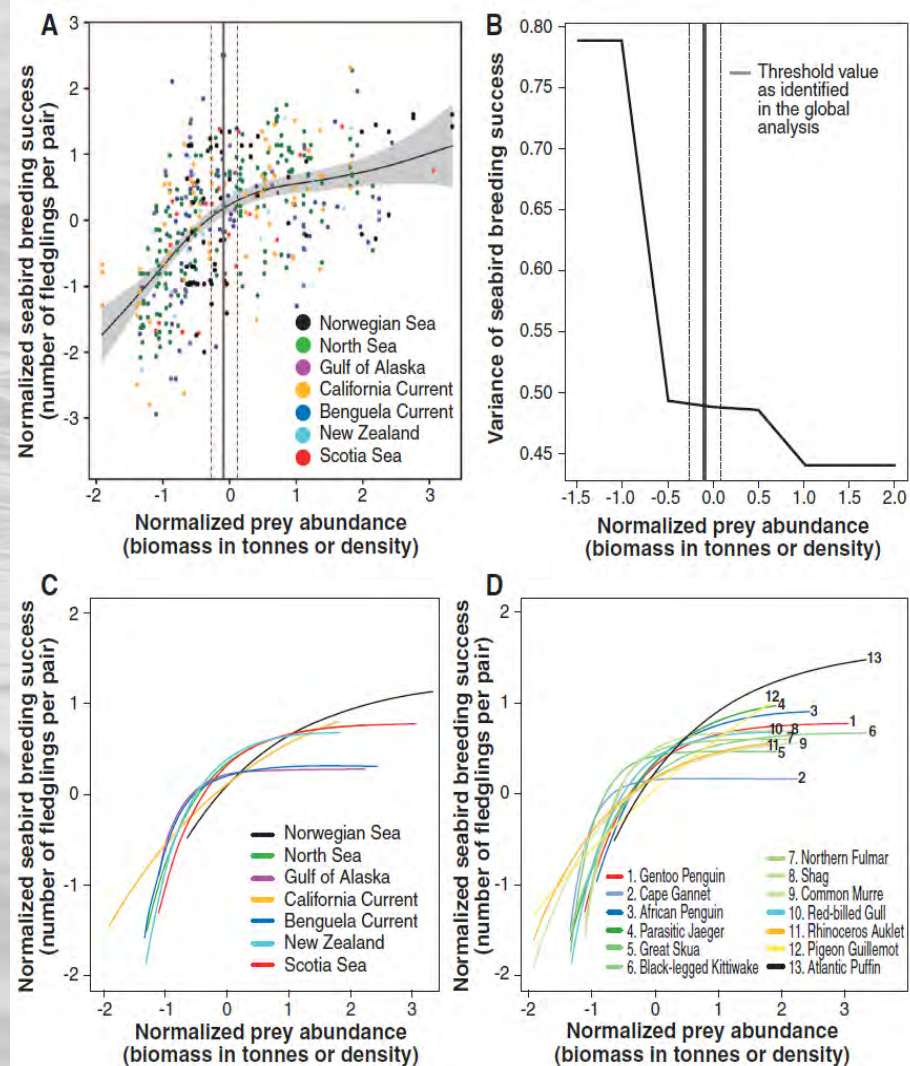 A
Normalized seabird breeding success
(number of fledglings per pair)
3
2
1
0
-1
-2
-3
-2
-1
0
1
2
3
Norwegian Sea
North Sea
Gulf of Alaska
California Current
Benguela Current
New Zealand
Scotia Sea
Normalized prey abundance
(biomass in tonnes or density)
B
Variance of seabird breeding success
0.80
0.75
0.70
0.65
0.60
0.55
0.50
0.45
-1.5
-1.0
-0.5
0.0
0.5
1.0
1.5
2.0
Threshold value
as identified
in the global
analysis
Normalized prey abundance
(biomass in tonnes or density)
C
Normalized seabird breeding success
(number of fledglings per pair)
2
1
0
-1
-2
-2
-1
0
1
2
3
Norwegian Sea
North Sea
Gulf of Alaska
California Current
Benguela Current
New Zealand
Scotia Sea
Normalized prey abundance
(biomass in tonnes or density)
D
Normalized seabird breeding success
(number of fledglings per pair)
2
1
0
-1
-2
-2
-1
0
1
2
3
13
12
4
3
1
10
8
6
7
9
11
5
2
1. Gentoo Penguin
2. Cape Gannet
3. African Penguin
4. Parasitic Jaeger
5. Great Skua
6. Black-legged Kittiwake
7. Northern Fulmar
8. Shag
9. Common Murre
10. Red-billed Gull
11. Rhinoceros Auklet
12. Pigeon Guillemot
13. Atlantic Puffin
Normalized prey abundance
(biomass in tonnes or density)